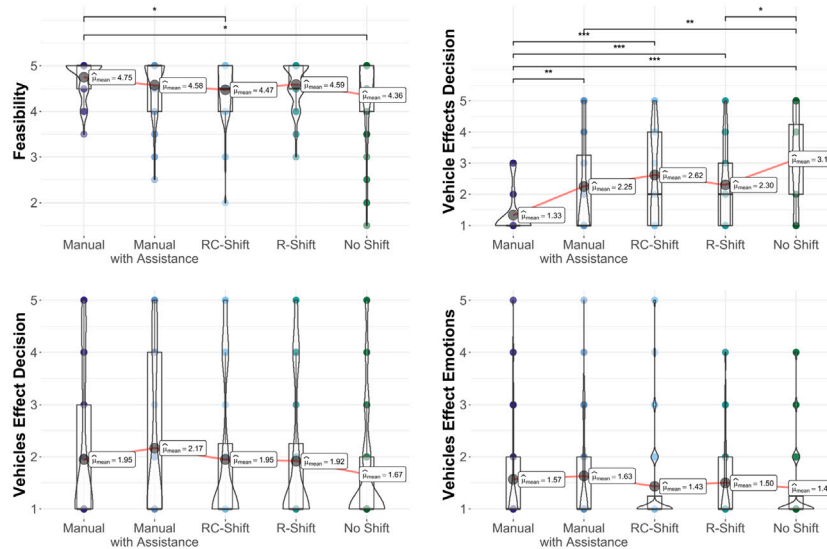 *
*
Feasibility
5
4
3
2
μ̂mean = 4.75
μ̂mean = 4.58
μ̂mean = 4.47
μ̂mean = 4.59
μ̂mean = 4.36
Manual
Manual
with Assistance
RC-Shift
R-Shift
No Shift
*
**
***
***
***
**
Vehicle Effects Decision
5
4
3
2
1
μ̂mean = 1.33
μ̂mean = 2.25
μ̂mean = 2.62
μ̂mean = 2.30
μ̂mean = 3.1
Manual
Manual
with Assistance
RC-Shift
R-Shift
No Shift
Vehicles Effect Decision
5
4
3
2
1
μ̂mean = 1.95
μ̂mean = 2.17
μ̂mean = 1.95
μ̂mean = 1.92
μ̂mean = 1.67
Manual
Manual
with Assistance
RC-Shift
R-Shift
No Shift
Vehicles Effect Emotions
5
4
3
2
1
μ̂mean = 1.57
μ̂mean = 1.63
μ̂mean = 1.43
μ̂mean = 1.50
μ̂mean = 1.4
Manual
Manual
with Assistance
RC-Shift
R-Shift
No Shift